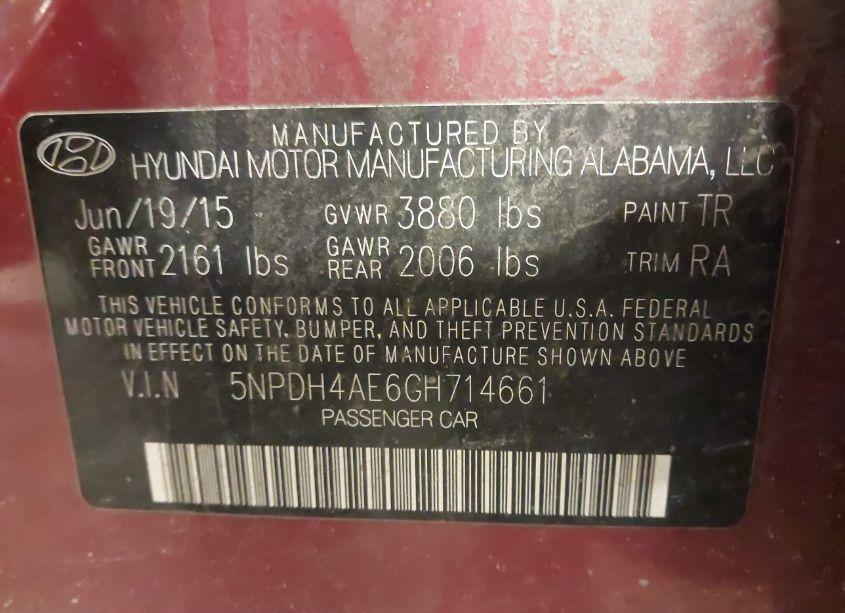 MANUFACTURED BY
HYUNDAI MOTOR MANUFACTURING ALABAMA, LLC
Jun/19/15 GVWR 3880 lbs PAINT TR
GAWR FRONT 2161 lbs GAWR REAR 2006 lbs TRIM RA
THIS VEHICLE CONFORMS TO ALL APPLICABLE U.S.A. FEDERAL
MOTOR VEHICLE SAFETY, BUMPER, AND THEFT PREVENTION STANDARDS
IN EFFECT ON THE DATE OF MANUFACTURE SHOWN ABOVE
V.I.N 5NPDH4AE6GH714661
PASSENGER CAR